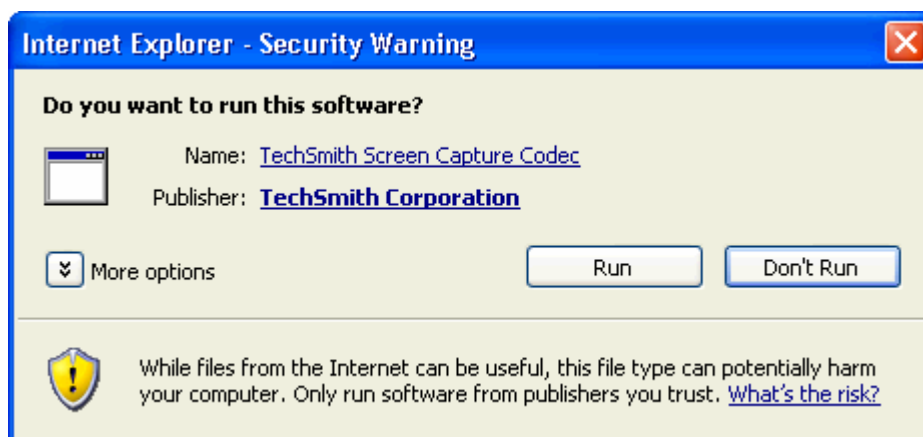 Internet Explorer - Security Warning
Do you want to run this software?
Name: TechSmith Screen Capture Codec
Publisher: TechSmith Corporation
More options Run Don't Run
While files from the Internet can be useful, this file type can potentially harm
your computer. Only run software from publishers you trust. What's the risk?